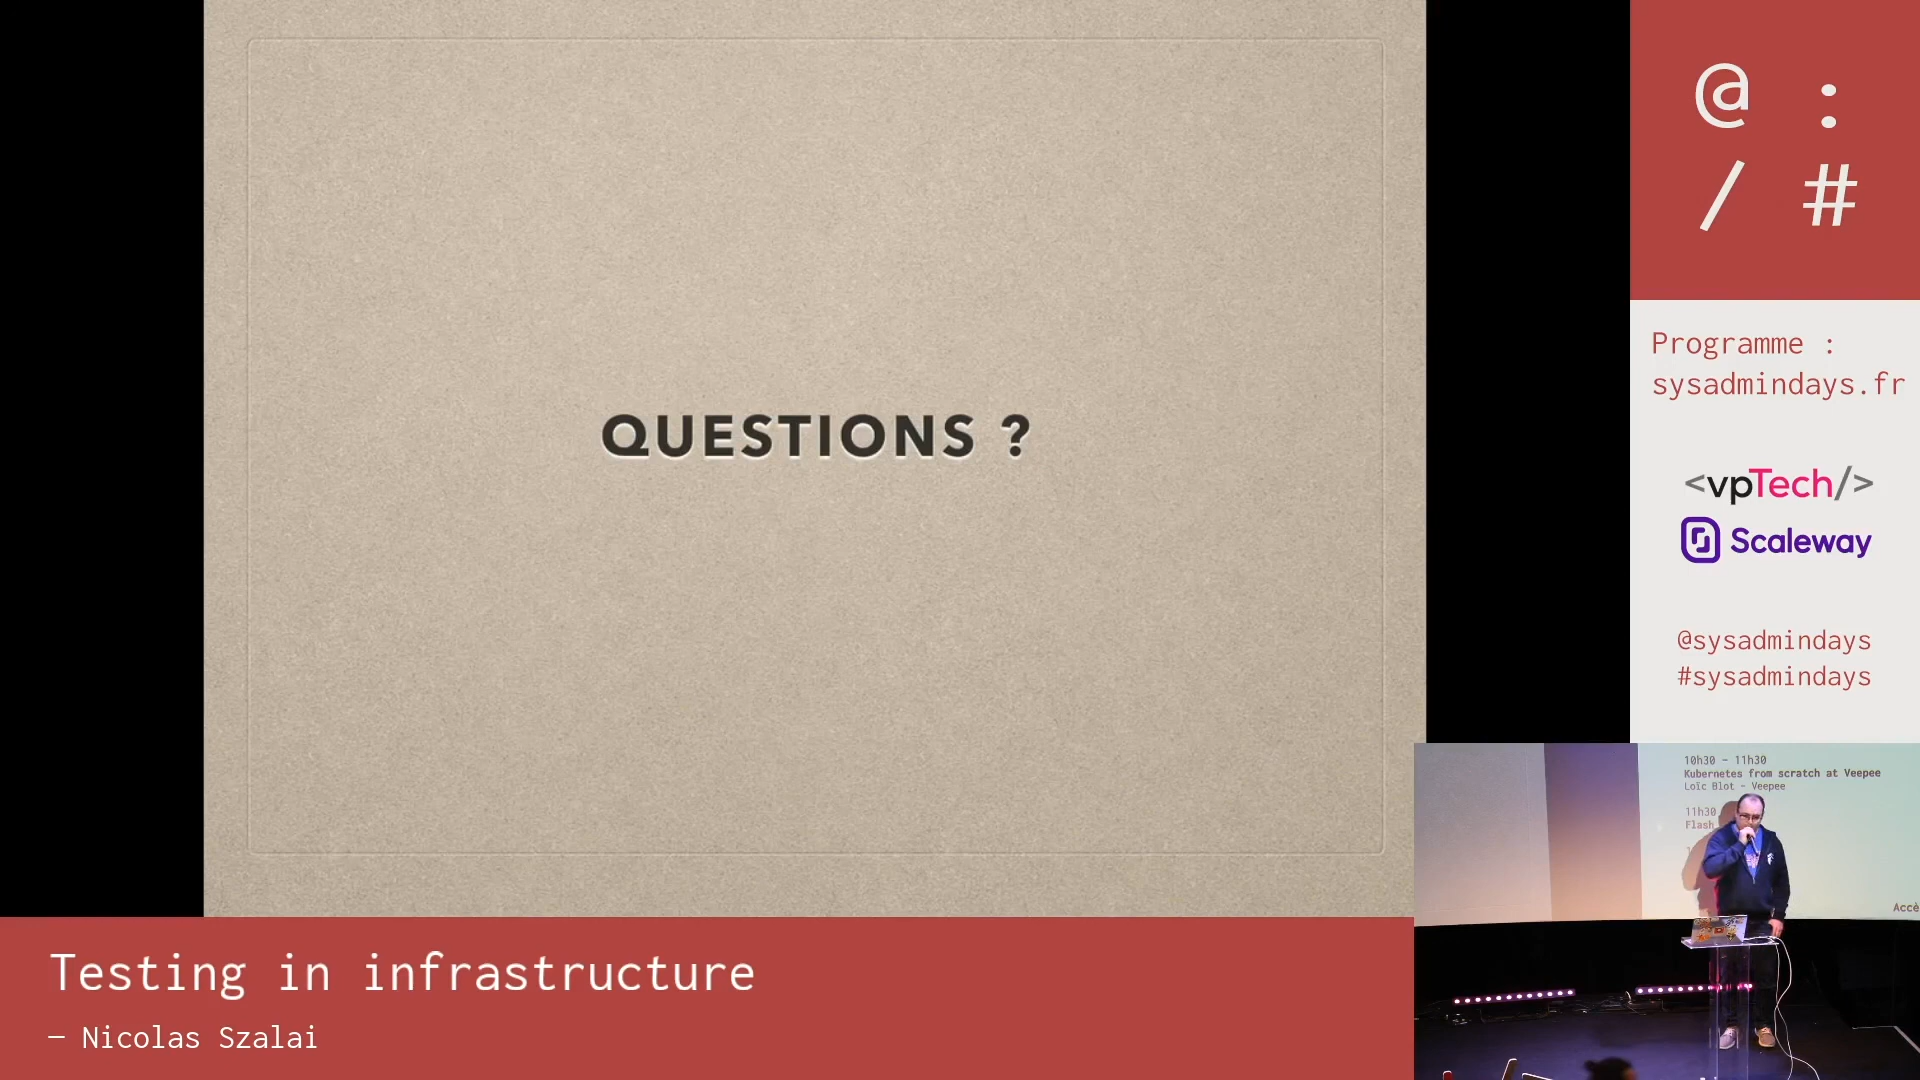 QUESTIONS ?
@ :
/ #
Programme :
sysadmindays.fr
<vpTech/>
Scaleway
@sysadmindays
#sysadmindays
10h30 - 11h30
Kubernetes from scratch at Veepee
Loïc Blot - Veepee
11h30
Flash
Testing in infrastructure
— Nicolas Szalai